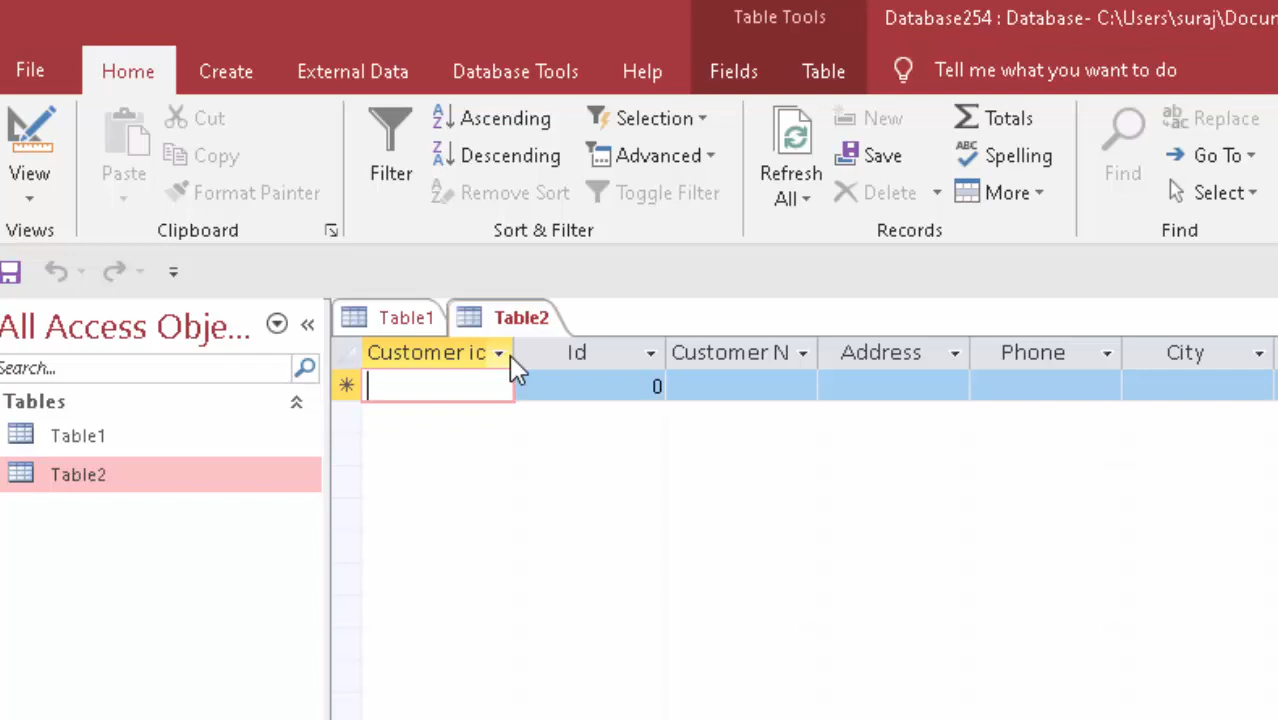 Table Tools
Database254 : Database- C:\Users\suraj\Docum
File Home Create External Data Database Tools Help Fields Table Tell me what you want to do
View
Paste
Cut
Copy
Format Painter
Filter
Ascending
Descending
Remove Sort
Selection
Advanced
Toggle Filter
Refresh
All
New
Save
Delete
Totals
Spelling
More
Find
Replace
Go To
Select
Views Clipboard Sort & Filter Records Find
All Access Obje...
Search...
Tables
Table1
Table2
Table1 Table2
Customer ic Id Customer N Address Phone City
0